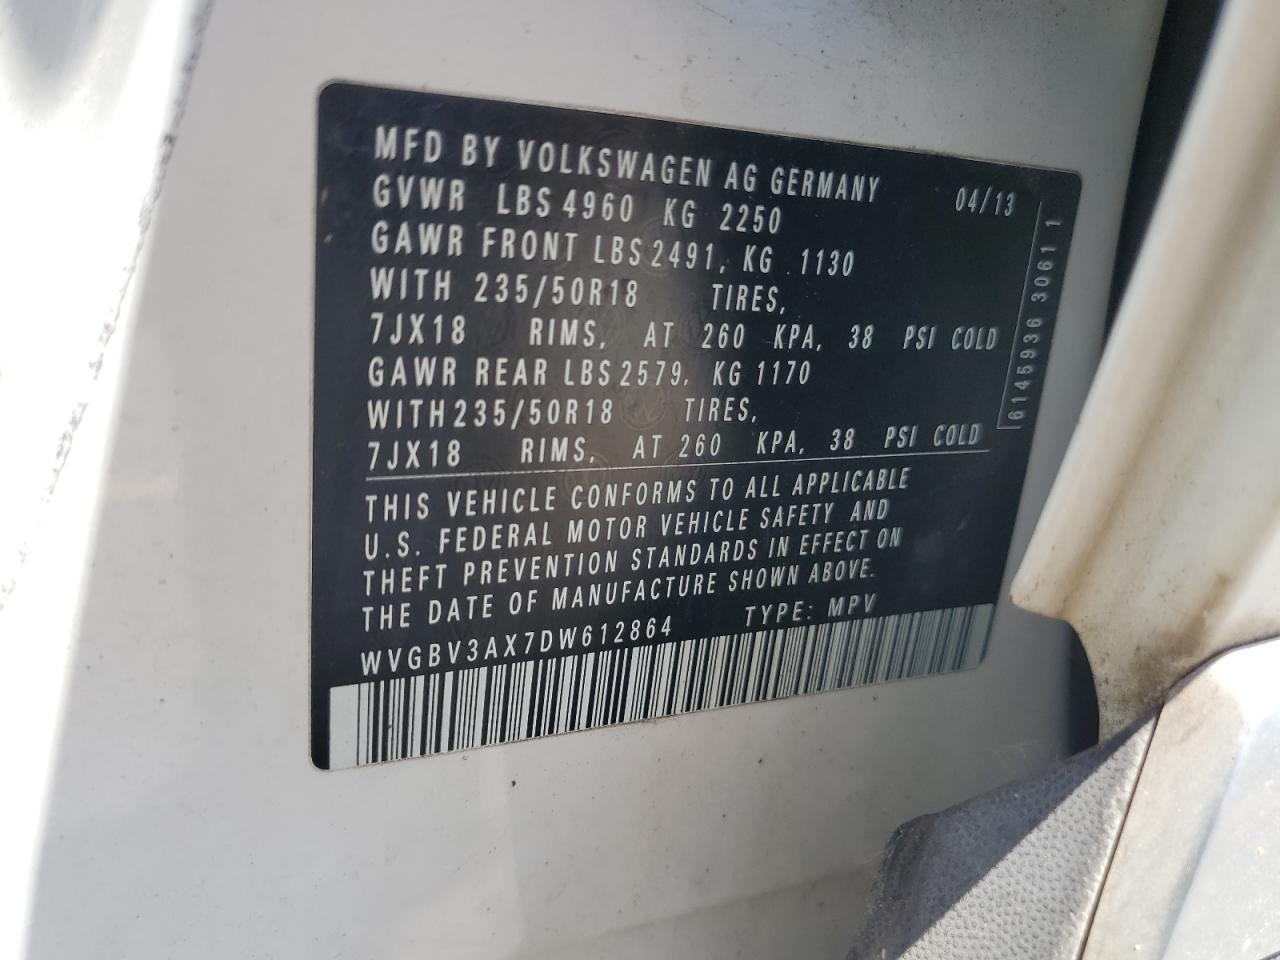 MFD BY VOLKSWAGEN AG GERMANY 04/13
GVWR LBS 4960 KG 2250
GAWR FRONT LBS 2491, KG 1130
WITH 235/50R18 TIRES,
7JX18 RIMS, AT 260 KPA, 38 PSI COLD
GAWR REAR LBS 2579, KG 1170
WITH 235/50R18 TIRES,
7JX18 RIMS, AT 260 KPA, 38 PSI COLD
THIS VEHICLE CONFORMS TO ALL APPLICABLE
U.S. FEDERAL MOTOR VEHICLE SAFETY AND
THEFT PREVENTION STANDARDS IN EFFECT ON
THE DATE OF MANUFACTURE SHOWN ABOVE.
WVGBV3AX7DW612864 TYPE: MPV
6145936 3061 1